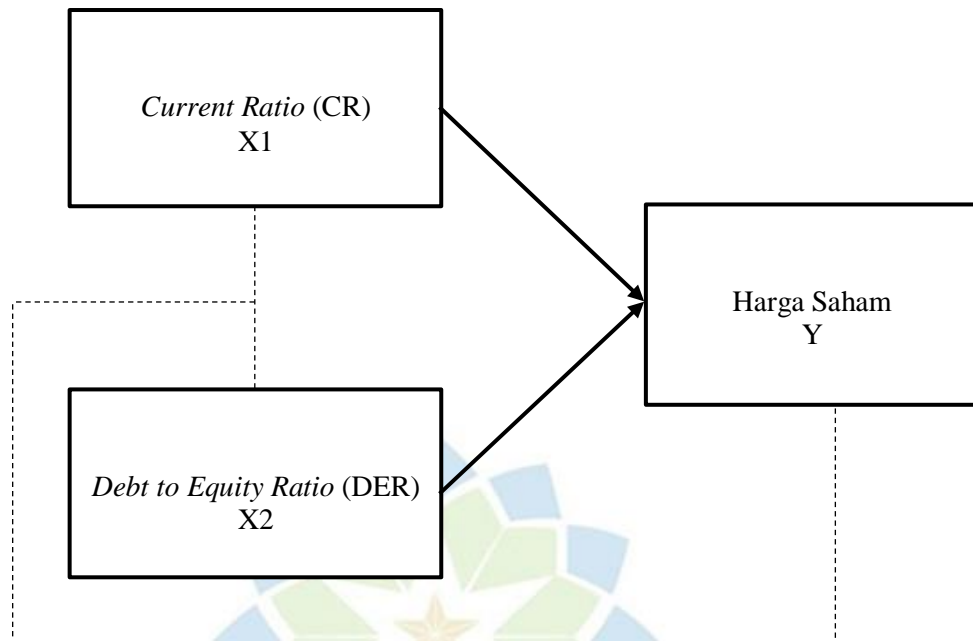 Current Ratio (CR)
X1
Harga Saham
Y
Debt to Equity Ratio (DER)
X2